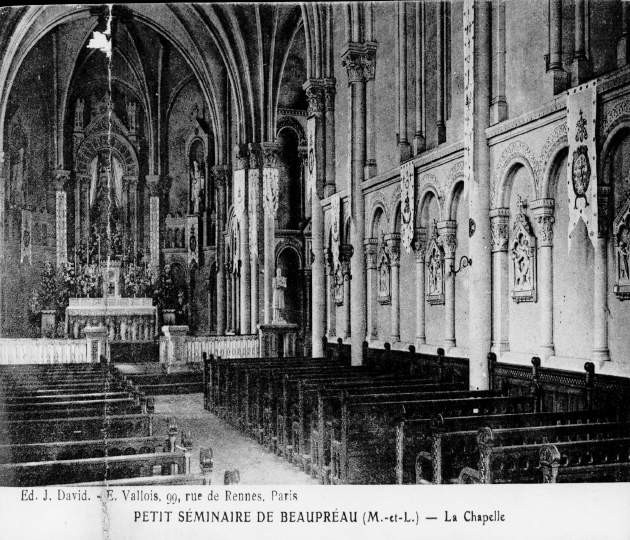 Ed. J. David. - E. Vallois, 99, rue de Rennes, Paris
PETIT SÉMINAIRE DE BEAUPRÉAU (M.-et-L.) — La Chapelle